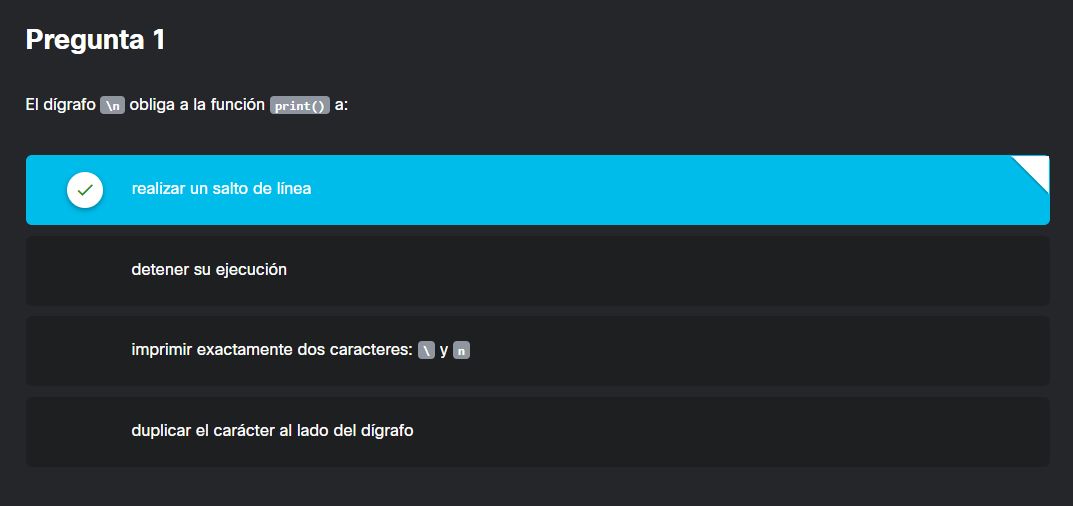 Pregunta 1
El dígrafo \n obliga a la función print() a:
realizar un salto de línea
detener su ejecución
imprimir exactamente dos caracteres: \ y n
duplicar el carácter al lado del dígrafo